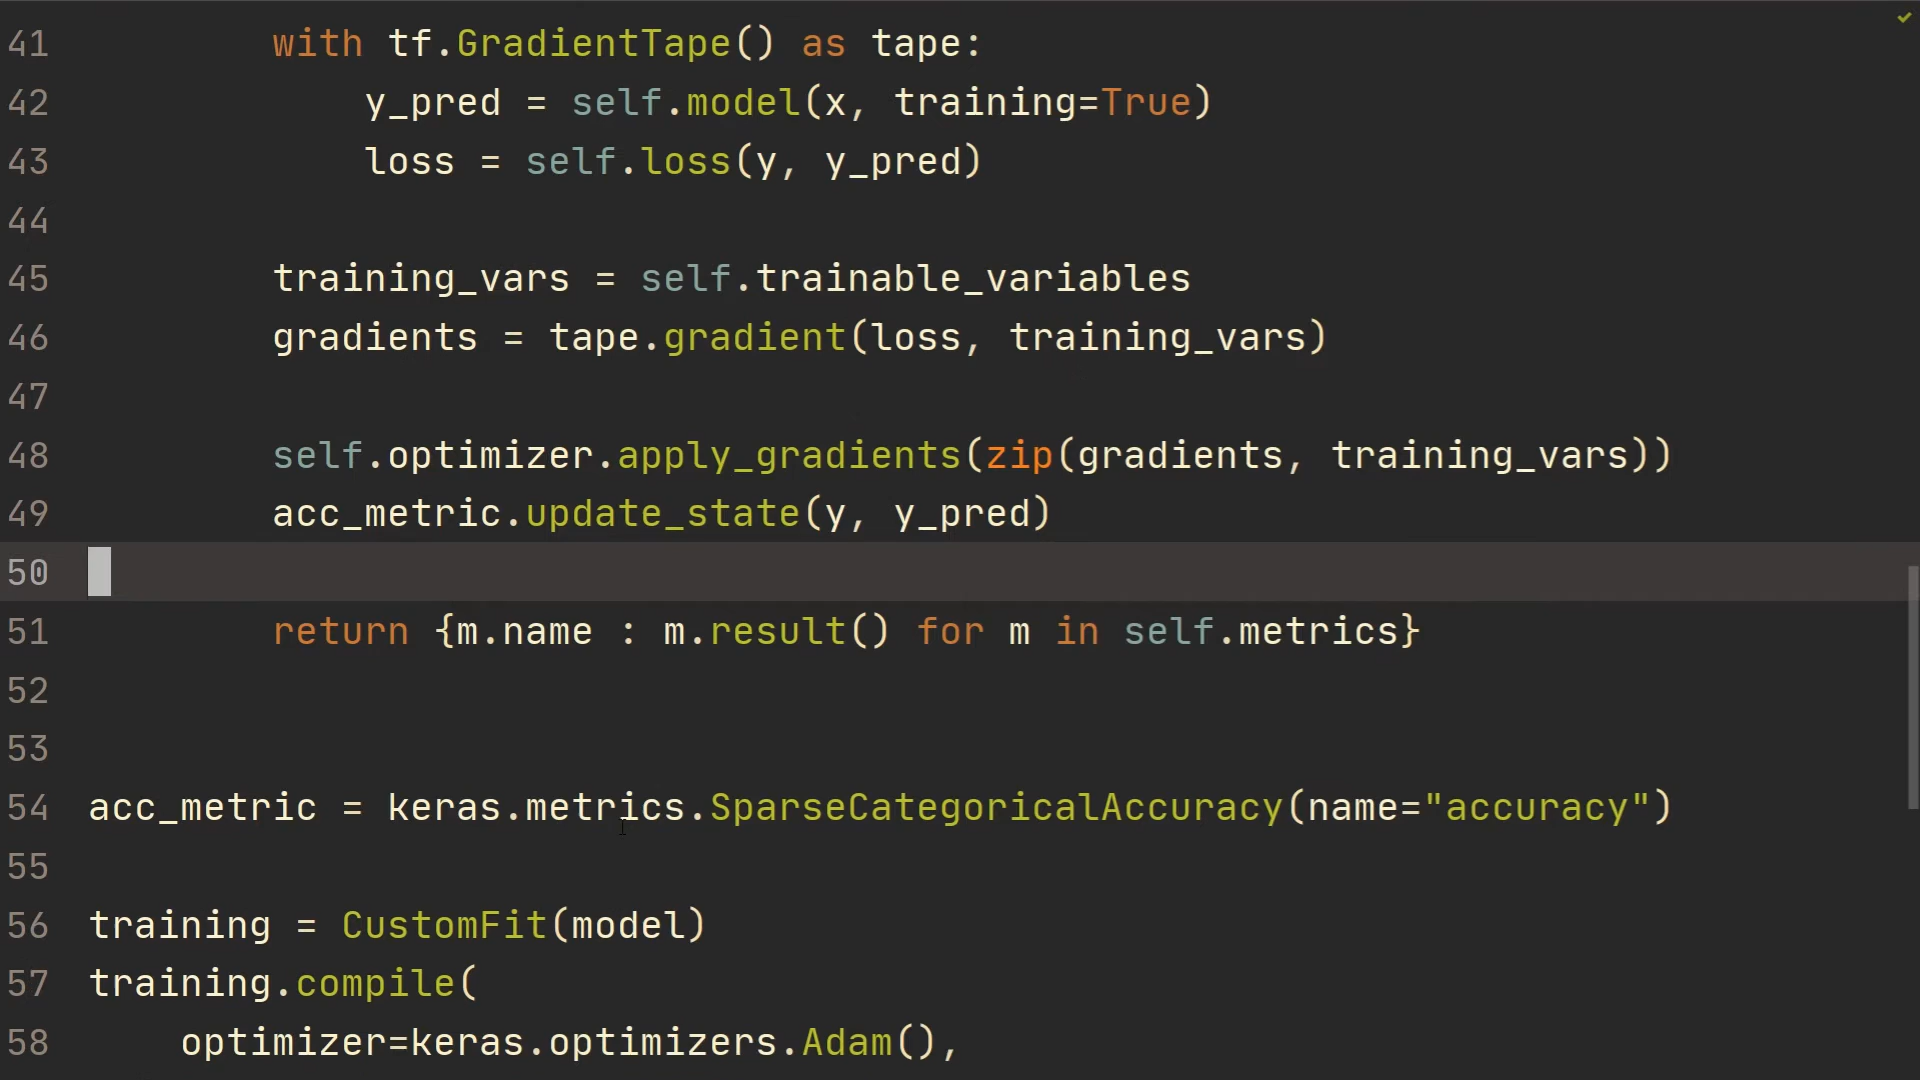 41 with tf.GradientTape() as tape:
42 y_pred = self.model(x, training=True)
43 loss = self.loss(y, y_pred)
44
45 training_vars = self.trainable_variables
46 gradients = tape.gradient(loss, training_vars)
47
48 self.optimizer.apply_gradients(zip(gradients, training_vars))
49 acc_metric.update_state(y, y_pred)
50
51 return {m.name : m.result() for m in self.metrics}
52
53
54 acc_metric = keras.metrics.SparseCategoricalAccuracy(name="accuracy")
55
56 training = CustomFit(model)
57 training.compile(
58 optimizer=keras.optimizers.Adam(),